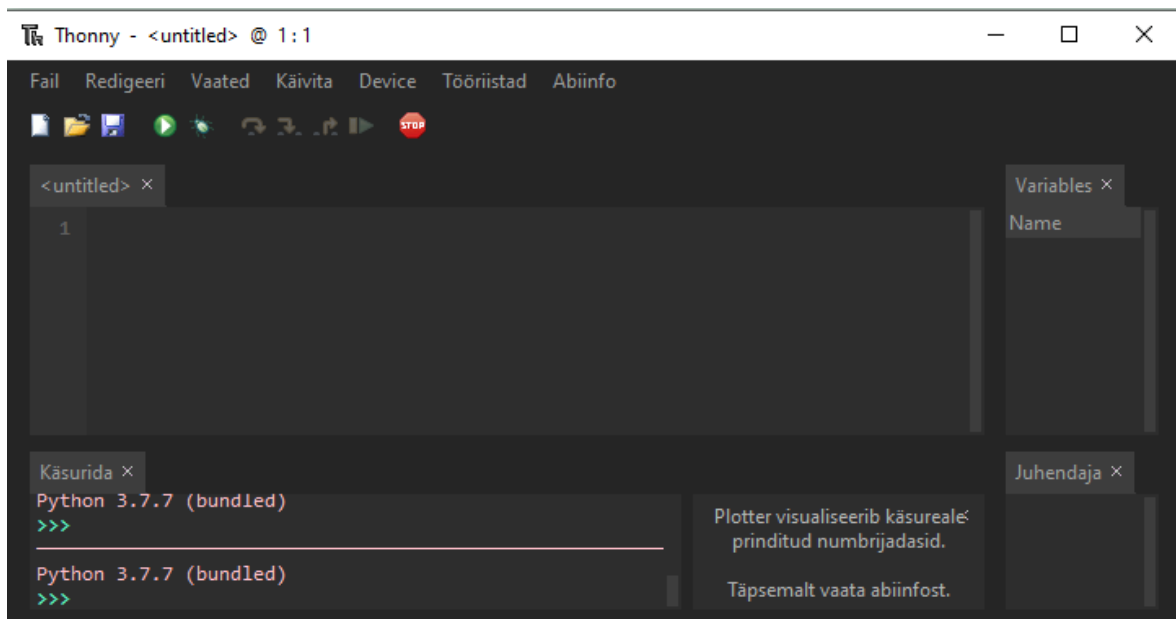 Thonny - <untitled> @ 1:1
Fail Redigeeri Vaated Käivita Device Tööriistad Abiinfo
STOP
<untitled> ×
Variables ×
1
Name
Käsurida ×
Juhendaja ×
Python 3.7.7 (bundled)
>>>
Python 3.7.7 (bundled)
>>>
Plotter visualiseerib käsureale
prinditud numbrijadasid.
Täpsemalt vaata abiinfost.